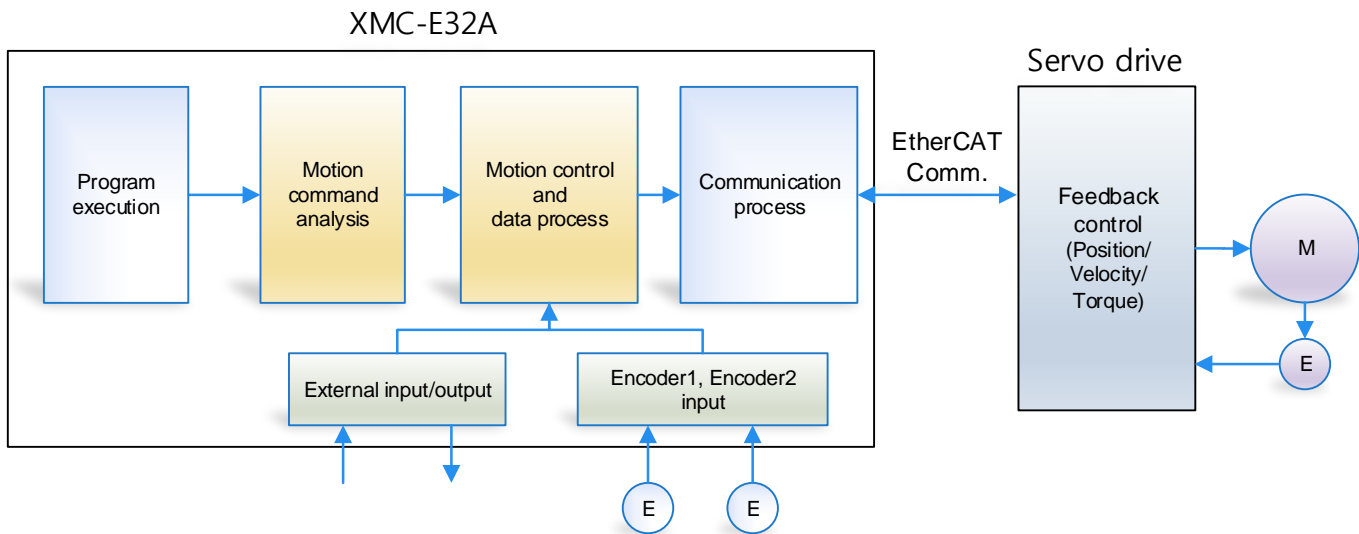 XMC-E32A
Servo drive
Program
execution
Motion
command
analysis
Motion control
and
data process
Communication
process
EtherCAT
Comm.
Feedback
control
(Position/
Velocity/
Torque)
M
E
External input/output
Encoder1, Encoder2
input
E
E